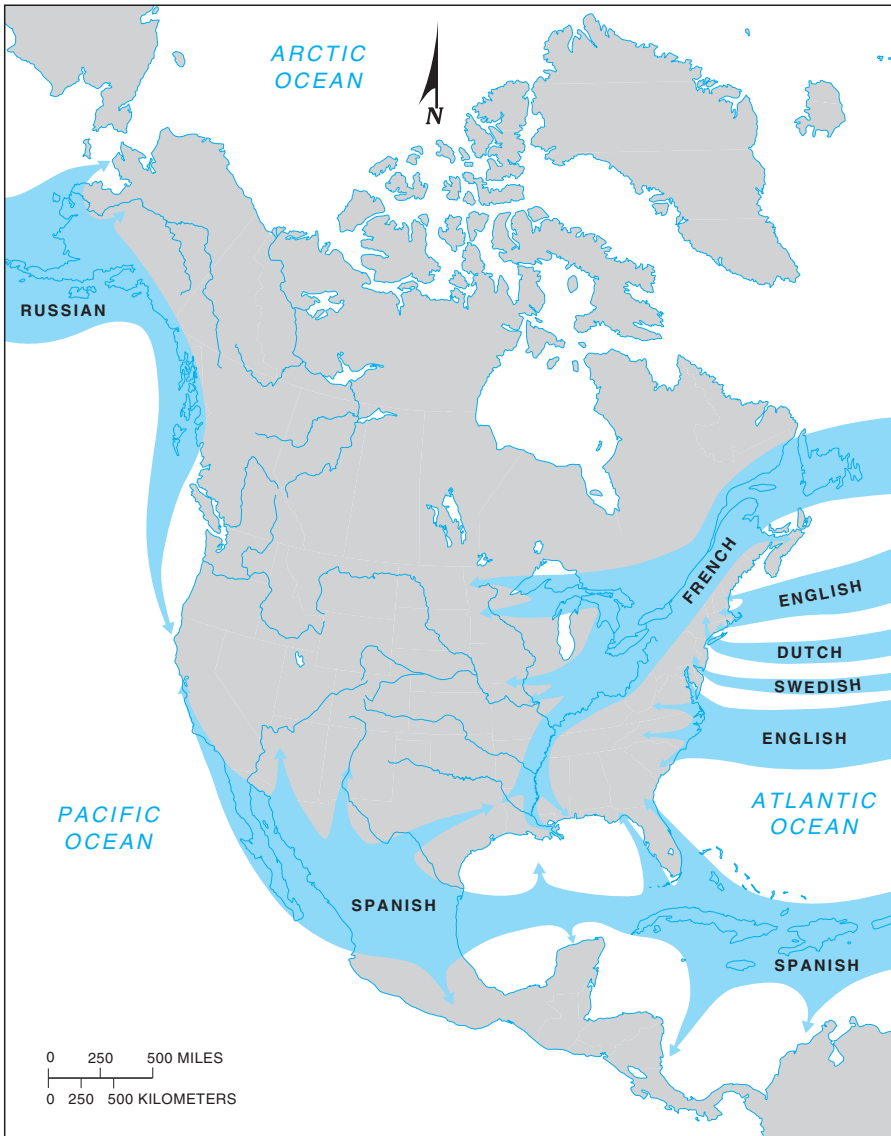 ARCTIC
OCEAN
N
RUSSIAN
FRENCH
ENGLISH
DUTCH
SWEDISH
ENGLISH
PACIFIC
OCEAN
ATLANTIC
OCEAN
SPANISH
SPANISH
0 250 500 MILES
0 250 500 KILOMETERS